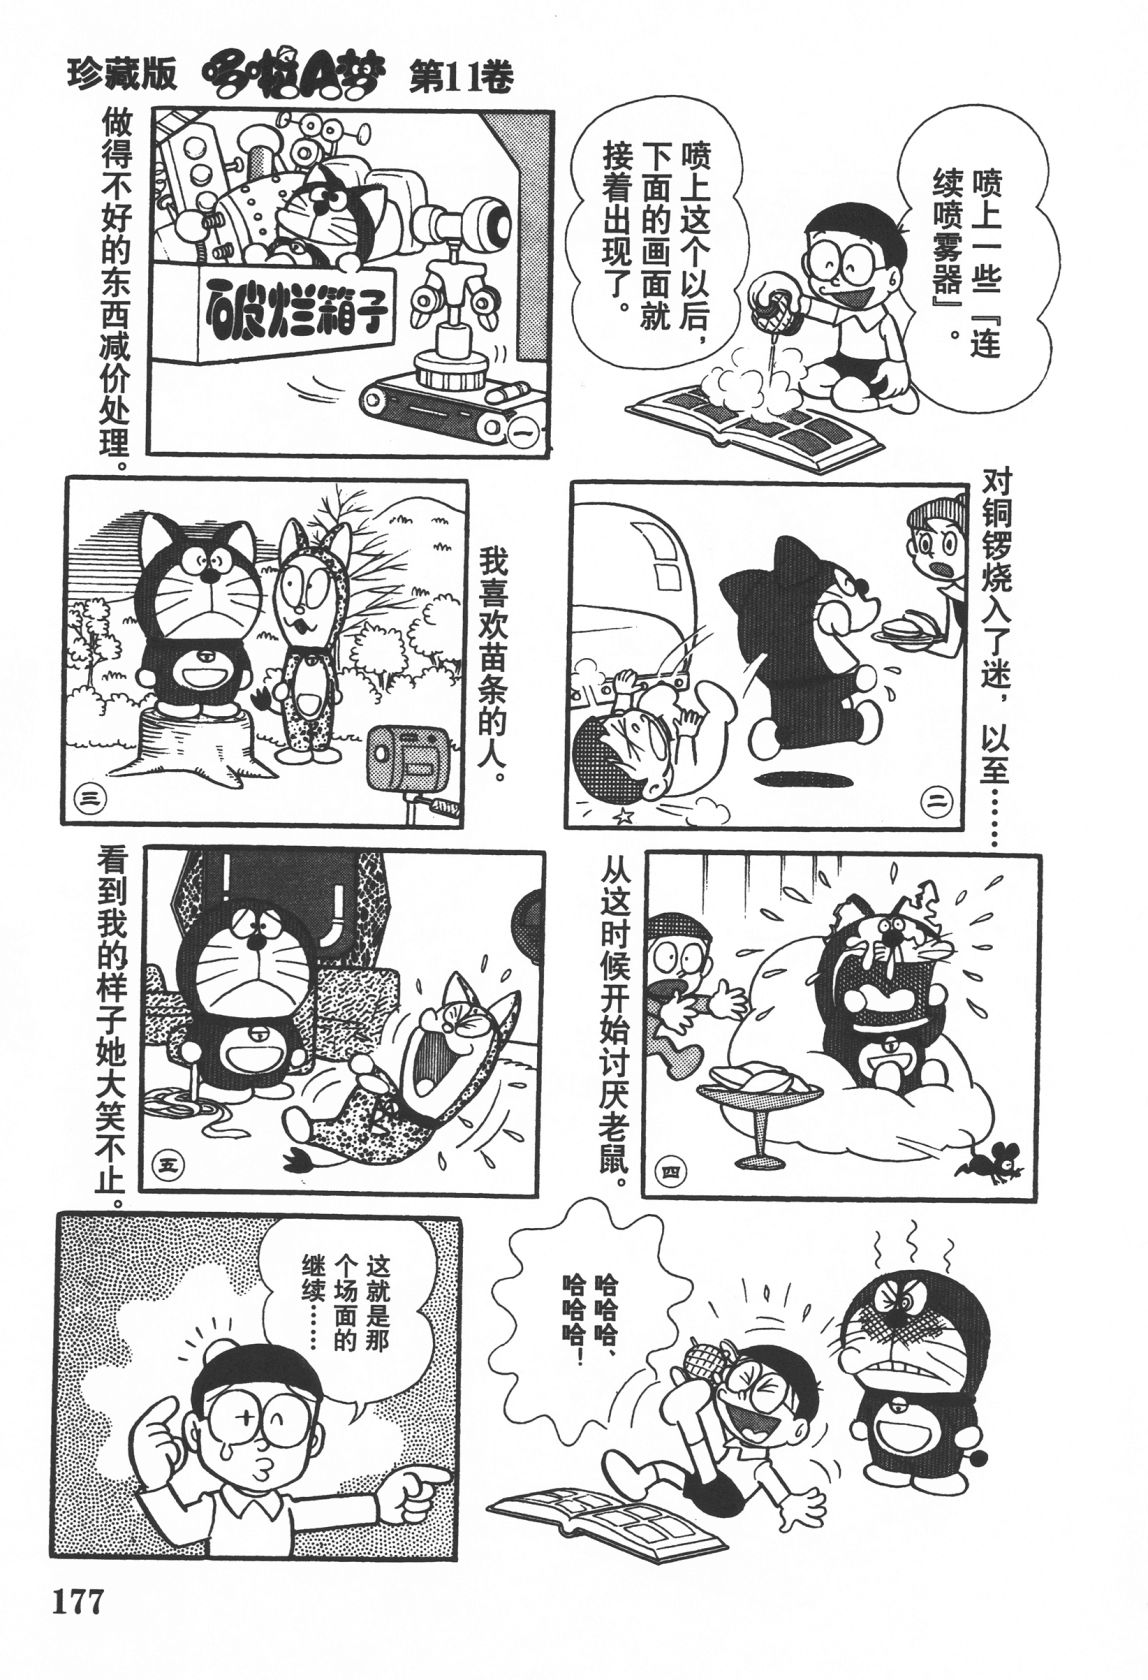 珍藏版 哆啦A梦 第11卷
喷上一些『连
续喷雾器』。
喷上这个以后，
下面的画面就
接着出现了。
做得不好的东西减价处理。
破烂箱子
一
对铜锣烧入了迷，以至……
二
我喜欢苗条的人。
三
从这时候开始讨厌老鼠。
四
看到我的样子她大笑不止。
五
哈哈哈、
哈哈哈！
这就是那
个场面的
继续……
177